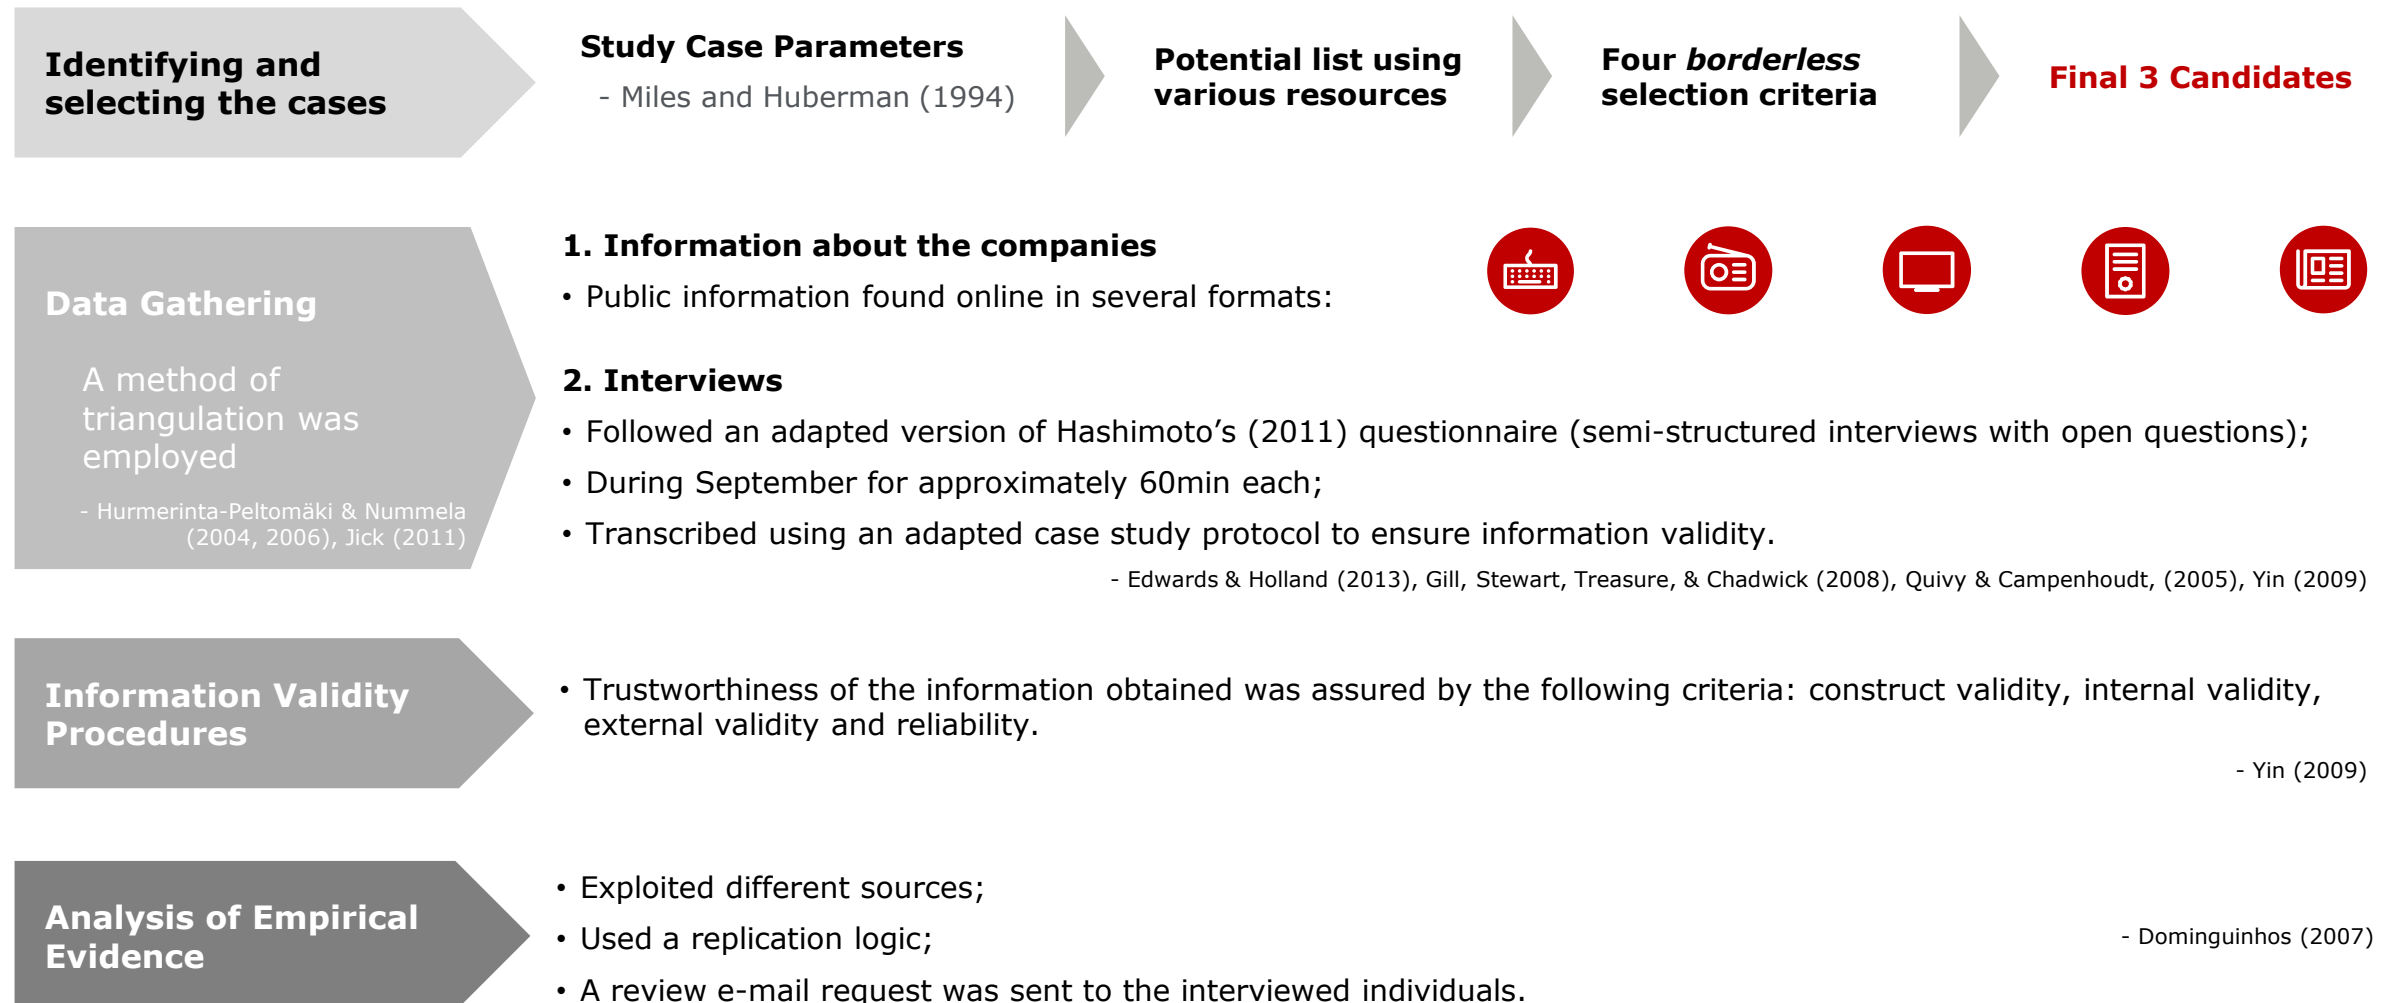 Identifying and
selecting the cases
Study Case Parameters
- Miles and Huberman (1994)
Potential list using
various resources
Four borderless
selection criteria
Final 3 Candidates
Data Gathering
A method of
triangulation was
employed
- Hurmerinta-Peltomäki & Nummela
(2004, 2006), Jick (2011)
1. Information about the companies
• Public information found online in several formats:
2. Interviews
• Followed an adapted version of Hashimoto’s (2011) questionnaire (semi-structured interviews with open questions);
• During September for approximately 60min each;
• Transcribed using an adapted case study protocol to ensure information validity.
- Edwards & Holland (2013), Gill, Stewart, Treasure, & Chadwick (2008), Quivy & Campenhoudt, (2005), Yin (2009)
Information Validity
Procedures
• Trustworthiness of the information obtained was assured by the following criteria: construct validity, internal validity,
external validity and reliability.
- Yin (2009)
Analysis of Empirical
Evidence
• Exploited different sources;
• Used a replication logic;
- Dominguinhos (2007)
• A review e-mail request was sent to the interviewed individuals.